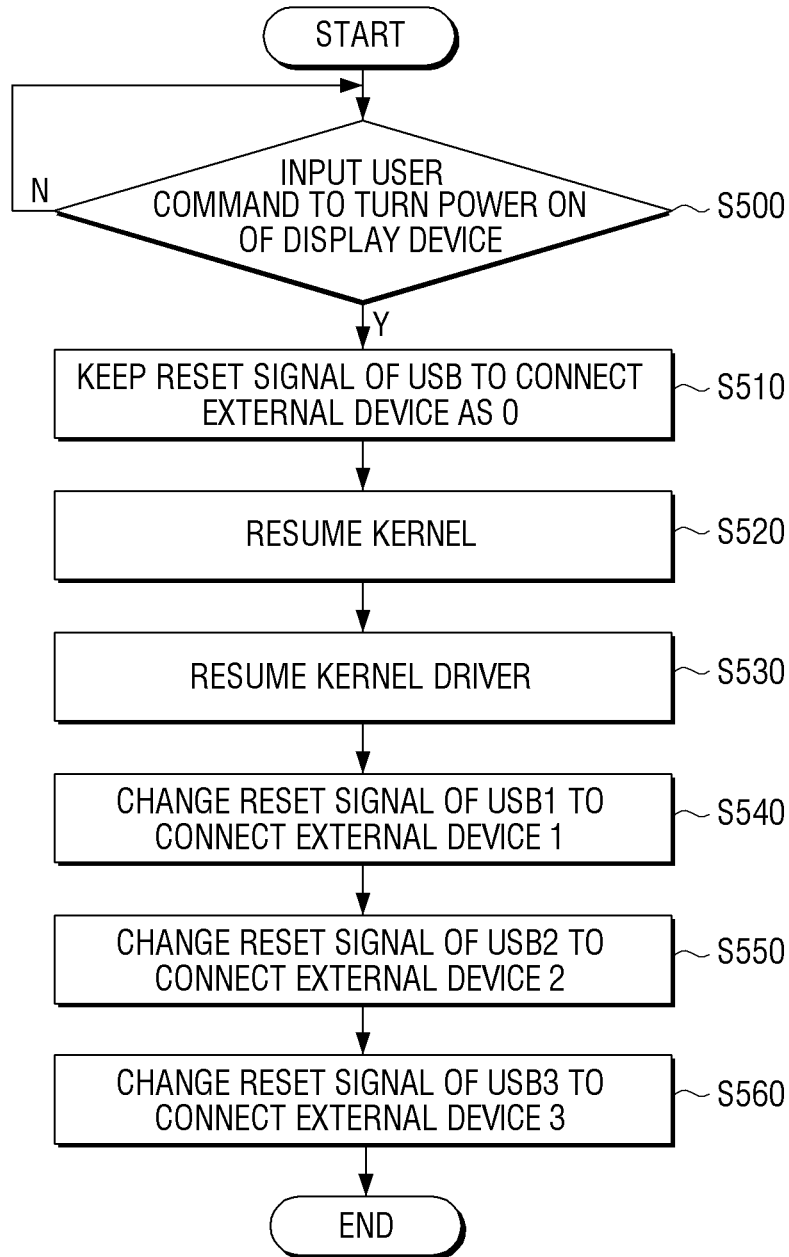 START
N
INPUT USER
COMMAND TO TURN POWER ON
OF DISPLAY DEVICE
S500
Y
KEEP RESET SIGNAL OF USB TO CONNECT
EXTERNAL DEVICE AS 0
S510
RESUME KERNEL
S520
RESUME KERNEL DRIVER
S530
CHANGE RESET SIGNAL OF USB1 TO
CONNECT EXTERNAL DEVICE 1
S540
CHANGE RESET SIGNAL OF USB2 TO
CONNECT EXTERNAL DEVICE 2
S550
CHANGE RESET SIGNAL OF USB3 TO
CONNECT EXTERNAL DEVICE 3
S560
END